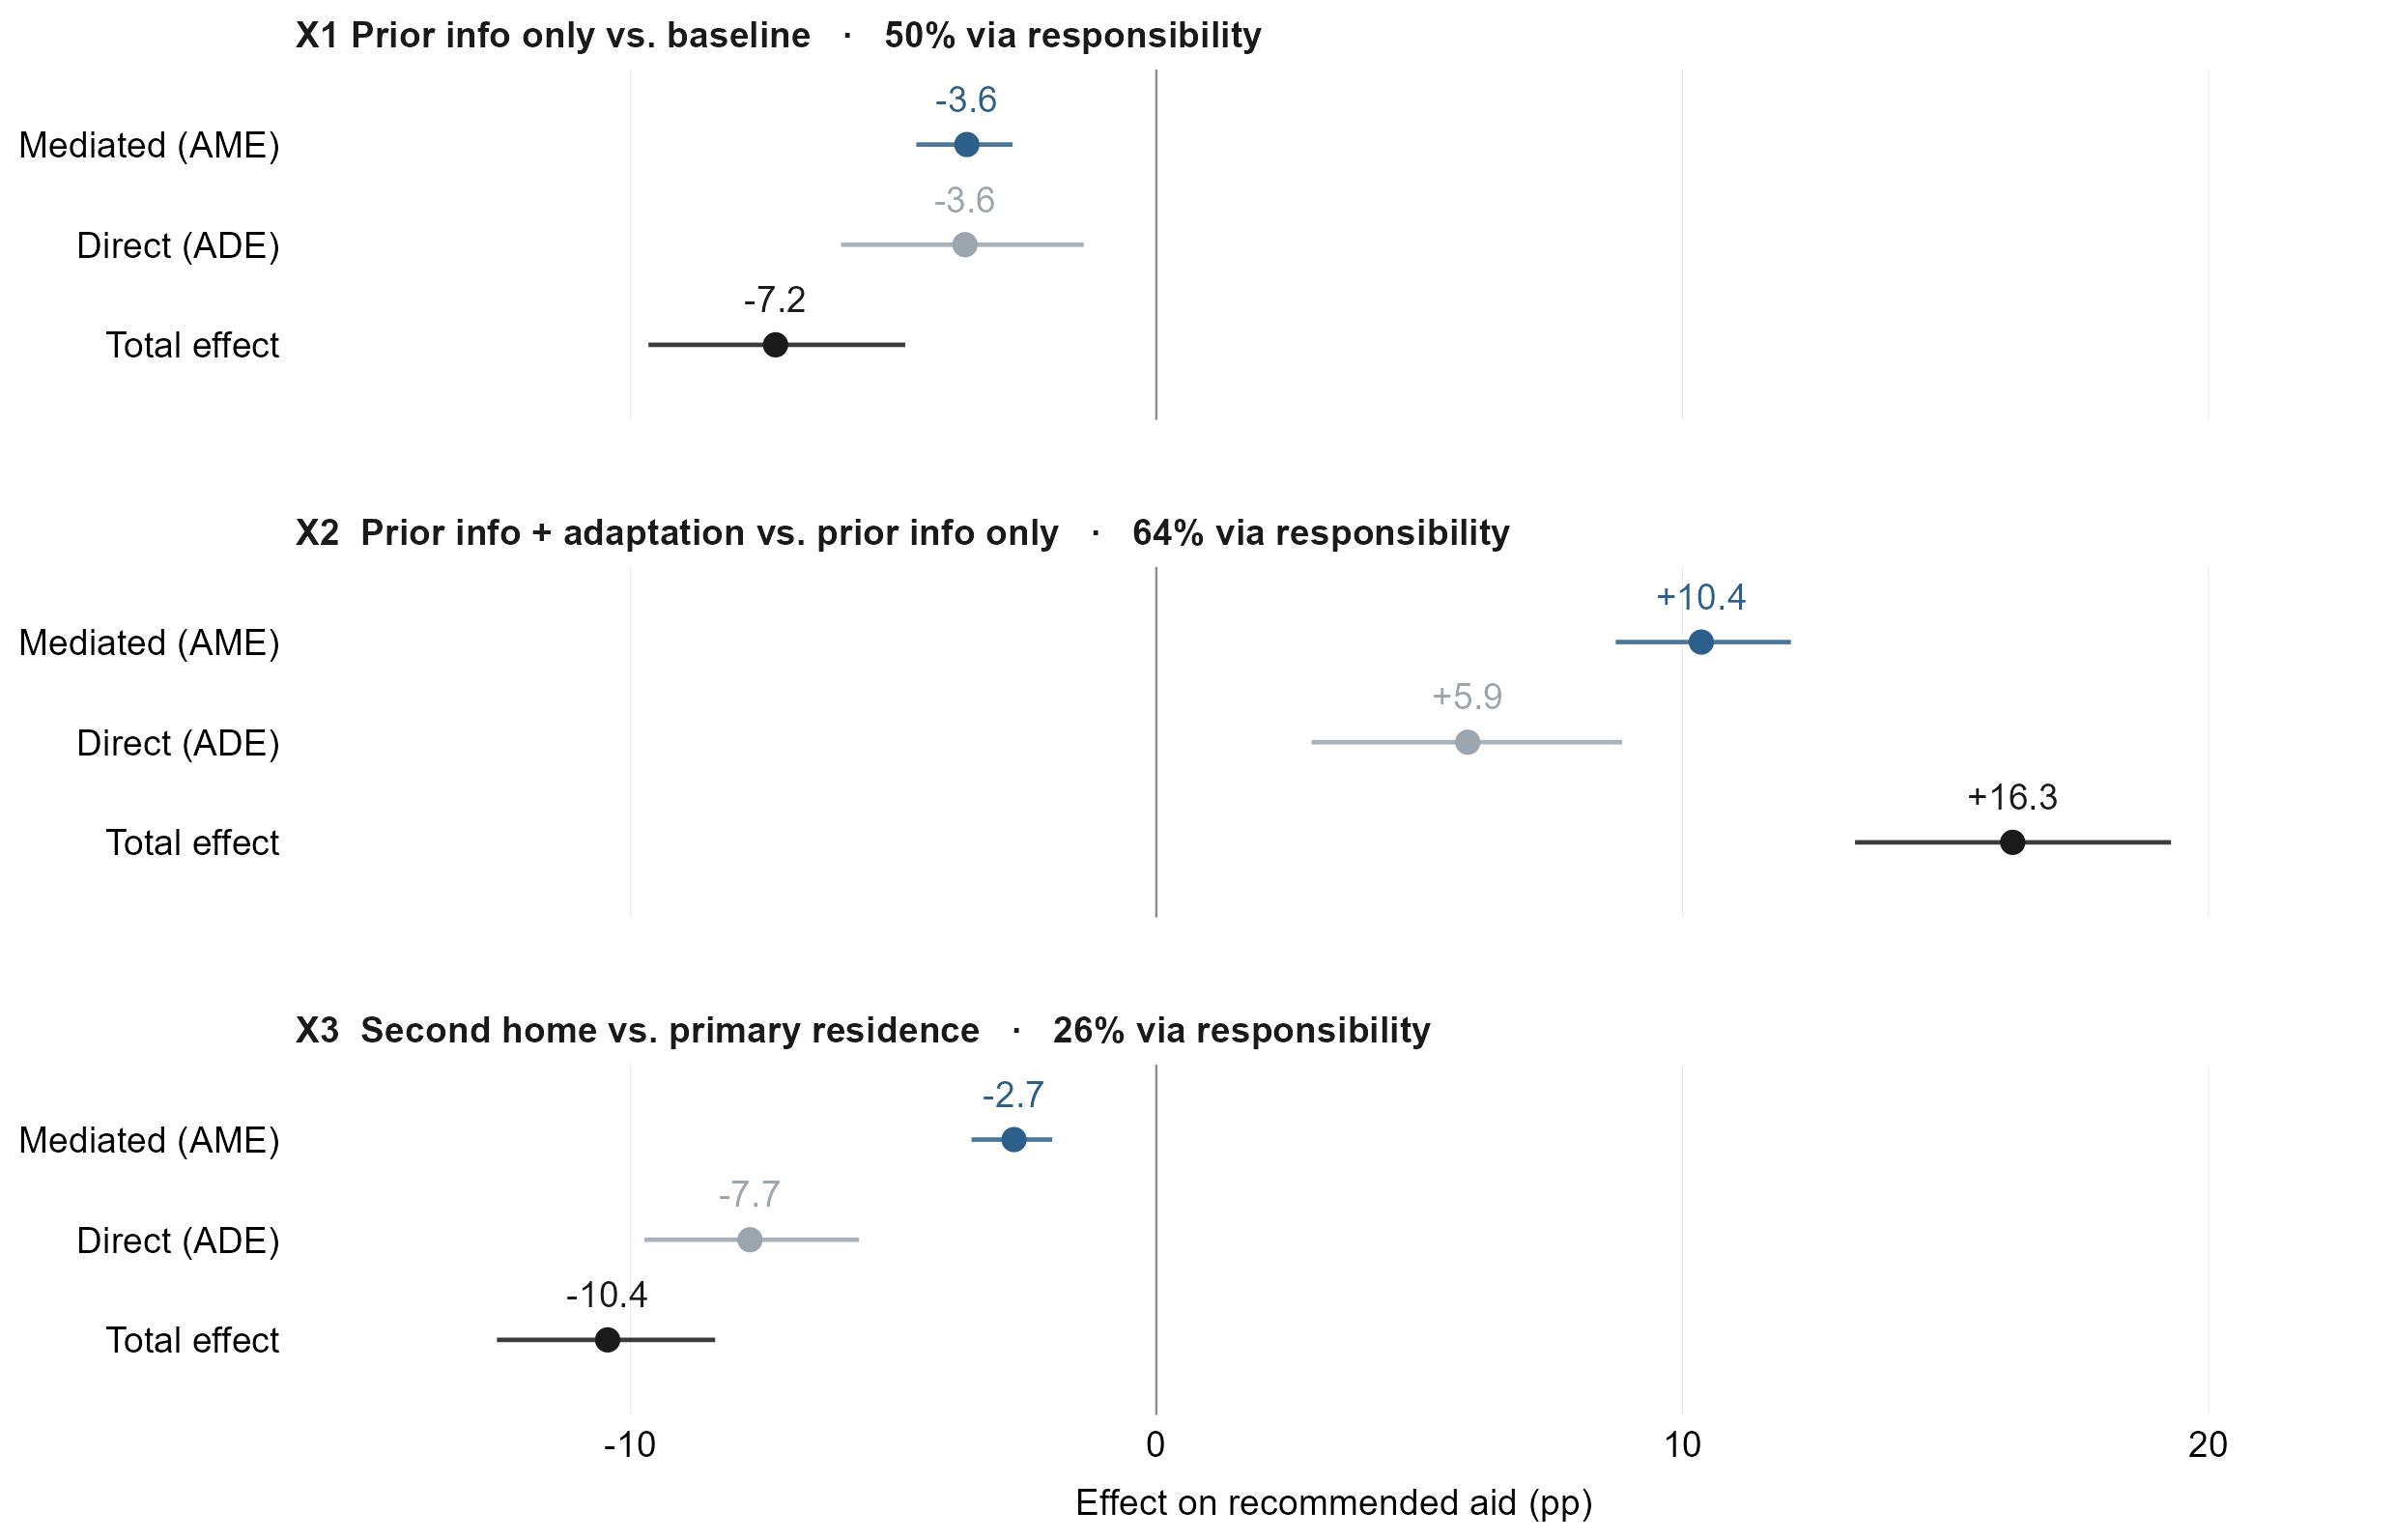 X1 Prior info only vs. baseline · 50% via responsibility
-3.6
Mediated (AME)
-3.6
Direct (ADE)
-7.2
Total effect
X2 Prior info + adaptation vs. prior info only · 64% via responsibility
+10.4
Mediated (AME)
+5.9
Direct (ADE)
+16.3
Total effect
X3 Second home vs. primary residence · 26% via responsibility
-2.7
Mediated (AME)
-7.7
Direct (ADE)
-10.4
Total effect
-10 0 10 20
Effect on recommended aid (pp)